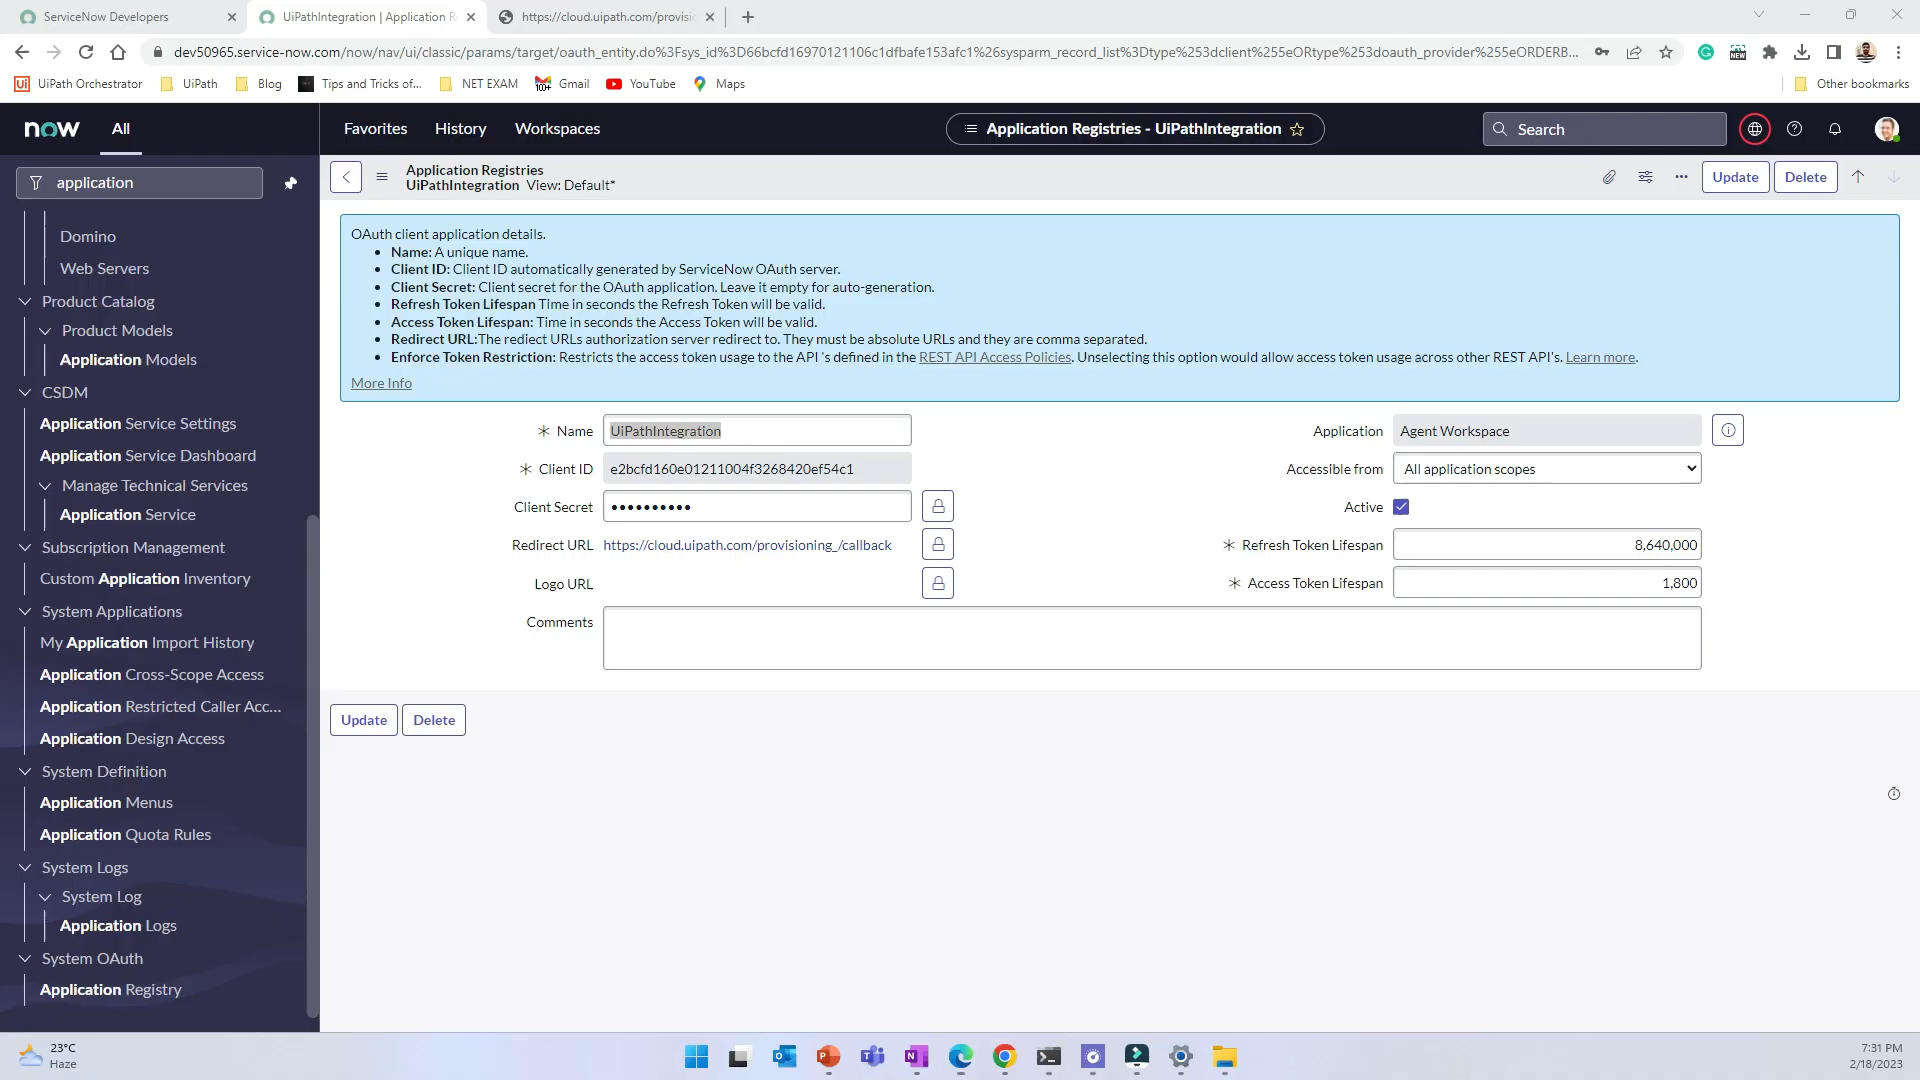 ServiceNow Developers
UiPathIntegration | Application R
https://cloud.uipath.com/provisi
dev50965.service-now.com/now/nav/ui/classic/params/target/oauth_entity.do%3Fsys_id%3D66bcfd16970121106c1dfbafe153afc1%26sysparm_record_list%3Dtype%253dclient%255eORtype%253doauth_provider%255eORDERB...
UiPath Orchestrator
UiPath
Blog
Tips and Tricks of...
NET EXAM
Gmail
YouTube
Maps
Other bookmarks
now
All
Favorites
History
Workspaces
Application Registries - UiPathIntegration
Search
application
Application Registries
UiPathIntegration View: Default*
Update
Delete
Domino
Web Servers
Product Catalog
Product Models
Application Models
CSDM
Application Service Settings
Application Service Dashboard
Manage Technical Services
Application Service
Subscription Management
Custom Application Inventory
System Applications
My Application Import History
Application Cross-Scope Access
Application Restricted Caller Acc...
Application Design Access
System Definition
Application Menus
Application Quota Rules
System Logs
System Log
Application Logs
System OAuth
Application Registry
OAuth client application details.
Name: A unique name.
Client ID: Client ID automatically generated by ServiceNow OAuth server.
Client Secret: Client secret for the OAuth application. Leave it empty for auto-generation.
Refresh Token Lifespan Time in seconds the Refresh Token will be valid.
Access Token Lifespan: Time in seconds the Access Token will be valid.
Redirect URL:The rediect URLs authorization server redirect to. They must be absolute URLs and they are comma separated.
Enforce Token Restriction: Restricts the access token usage to the API 's defined in the REST API Access Policies. Unselecting this option would allow access token usage across other REST API's. Learn more.
More Info
Name
UiPathIntegration
Client ID
e2bcfd160e01211004f3268420ef54c1
Client Secret
••••••••••
Redirect URL
https://cloud.uipath.com/provisioning_/callback
Logo URL
Comments
Application
Agent Workspace
Accessible from
All application scopes
Active
Refresh Token Lifespan
8,640,000
Access Token Lifespan
1,800
Update
Delete
23°C
Haze
7:31 PM
2/18/2023